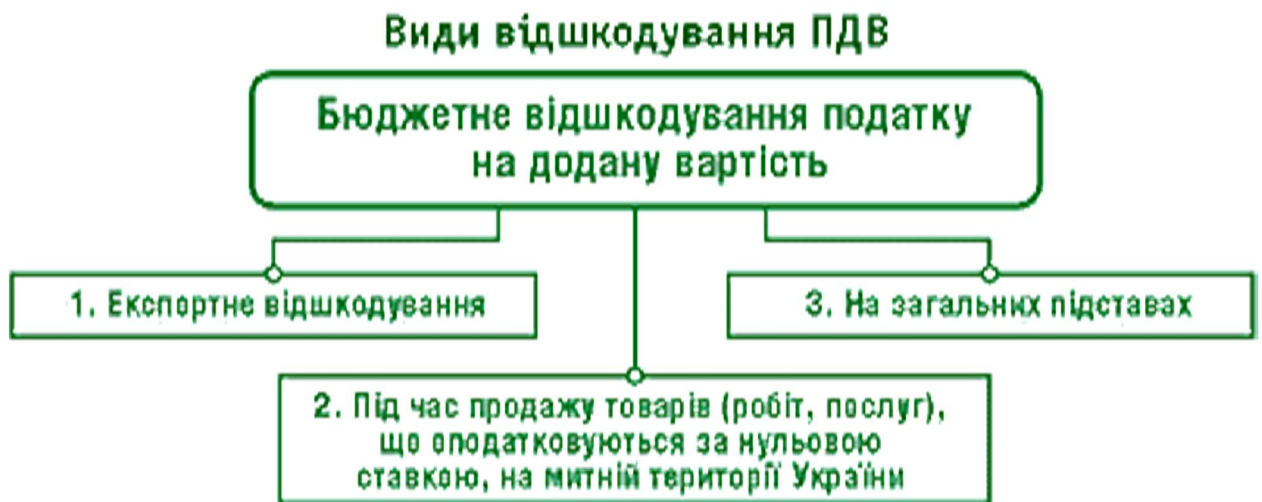 Види відшкодування ПДВ
Бюджетне відшкодування податку
на додану вартість
1. Експортне відшкодування
3. На загальних підставах
2. Під час продажу товарів (робіт, послуг),
що оподатковуються за нульовою
ставкою, на митній території України